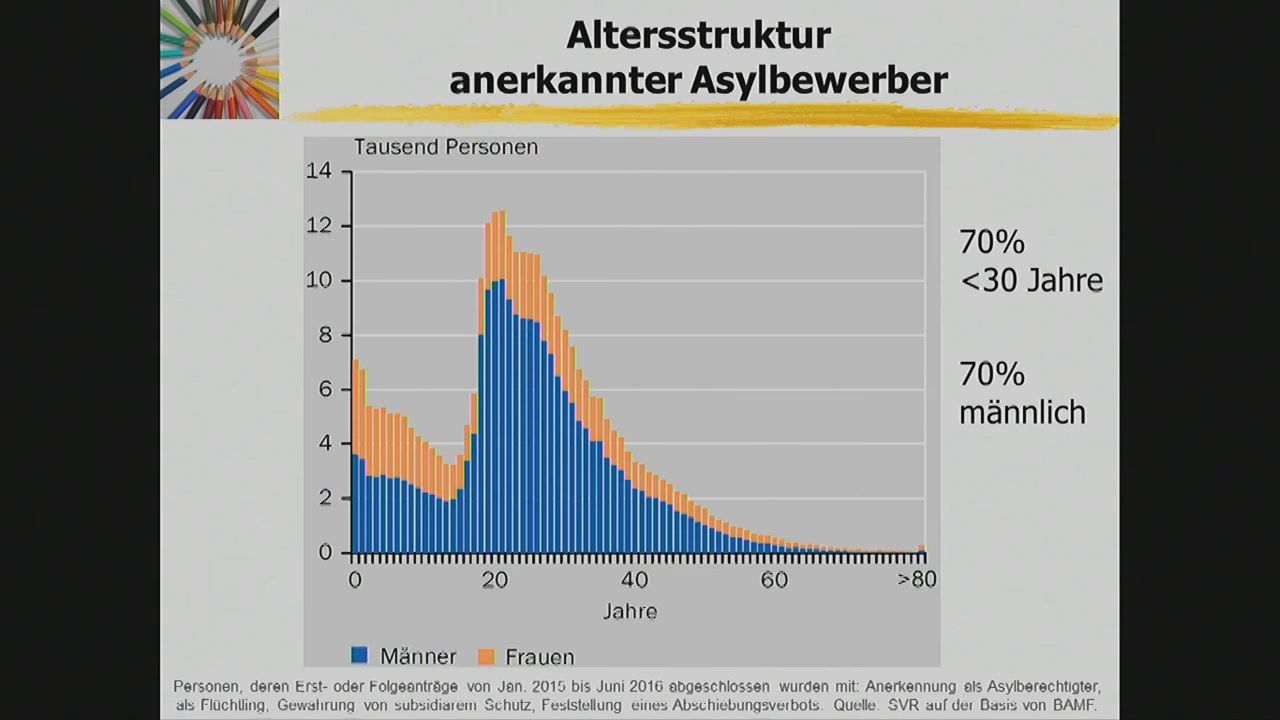 Altersstruktur
anerkannter Asylbewerber
Tausend Personen
14
12
10
8
6
4
2
0
0 20 40 60 >80
Jahre
Männer Frauen
70%
<30 Jahre
70%
männlich
Personen, deren Erst- oder Folgeanträge von Jan. 2015 bis Juni 2016 abgeschlossen wurden mit: Anerkennung als Asylberechtigter,
als Flüchtling, Gewährung von subsidiärem Schutz, Feststellung eines Abschiebungsverbots. Quelle. SVR auf der Basis von BAMF.